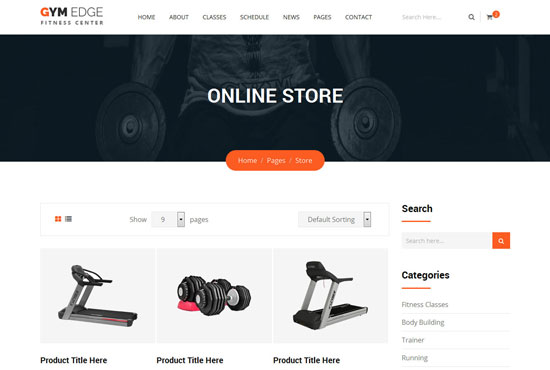 GYM EDGE
FITNESS CENTER
HOME ABOUT CLASSES SCHEDULE NEWS PAGES CONTACT Search Here...
ONLINE STORE
Home / Pages / Store
Show 9 pages Default Sorting
Product Title Here Product Title Here Product Title Here
Search
Search here...
Categories
Fitness Classes
Body Building
Trainer
Running